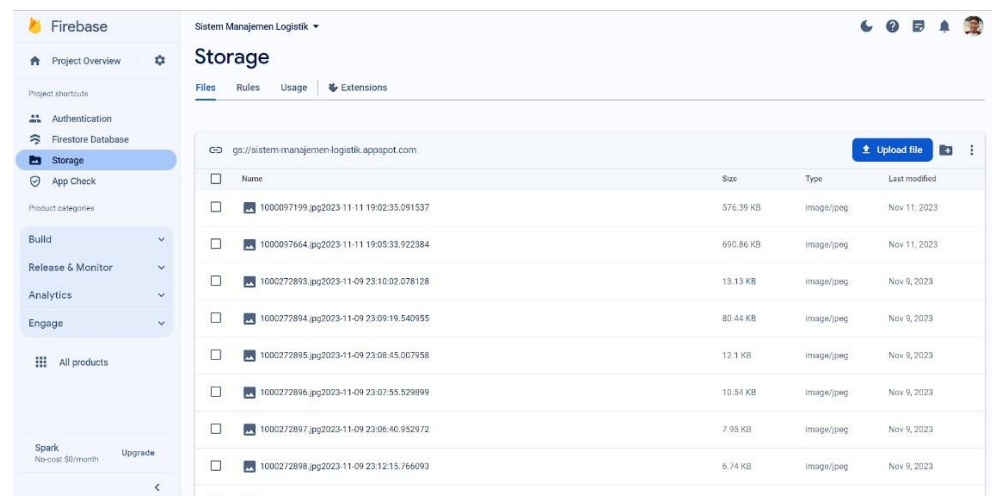 Firebase
Project Overview
Project shortcuts
Authentication
Firestore Database
Storage
App Check
Product categories
Build
Release & Monitor
Analytics
Engage
All products
Spark
No-cost $0/month
Upgrade
Sistem Manajemen Logistik
Storage
Files Rules Usage Extensions
gs://sistem-manajemen-logistik.appspot.com
Upload file
Name Size Type Last modified
1000097199.jpg2023-11-11 19:02:35.091537 576.39 KB image/jpeg Nov 11, 2023
1000097664.jpg2023-11-11 19:05:33.922384 690.86 KB image/jpeg Nov 11, 2023
1000272893.jpg2023-11-09 23:10:02.078128 13.13 KB image/jpeg Nov 9, 2023
1000272894.jpg2023-11-09 23:09:19.540955 80.44 KB image/jpeg Nov 9, 2023
1000272895.jpg2023-11-09 23:08:45.007958 12.1 KB image/jpeg Nov 9, 2023
1000272896.jpg2023-11-09 23:07:55.529899 10.54 KB image/jpeg Nov 9, 2023
1000272897.jpg2023-11-09 23:06:40.952972 7.95 KB image/jpeg Nov 9, 2023
1000272898.jpg2023-11-09 23:12:15.766093 6.74 KB image/jpeg Nov 9, 2023